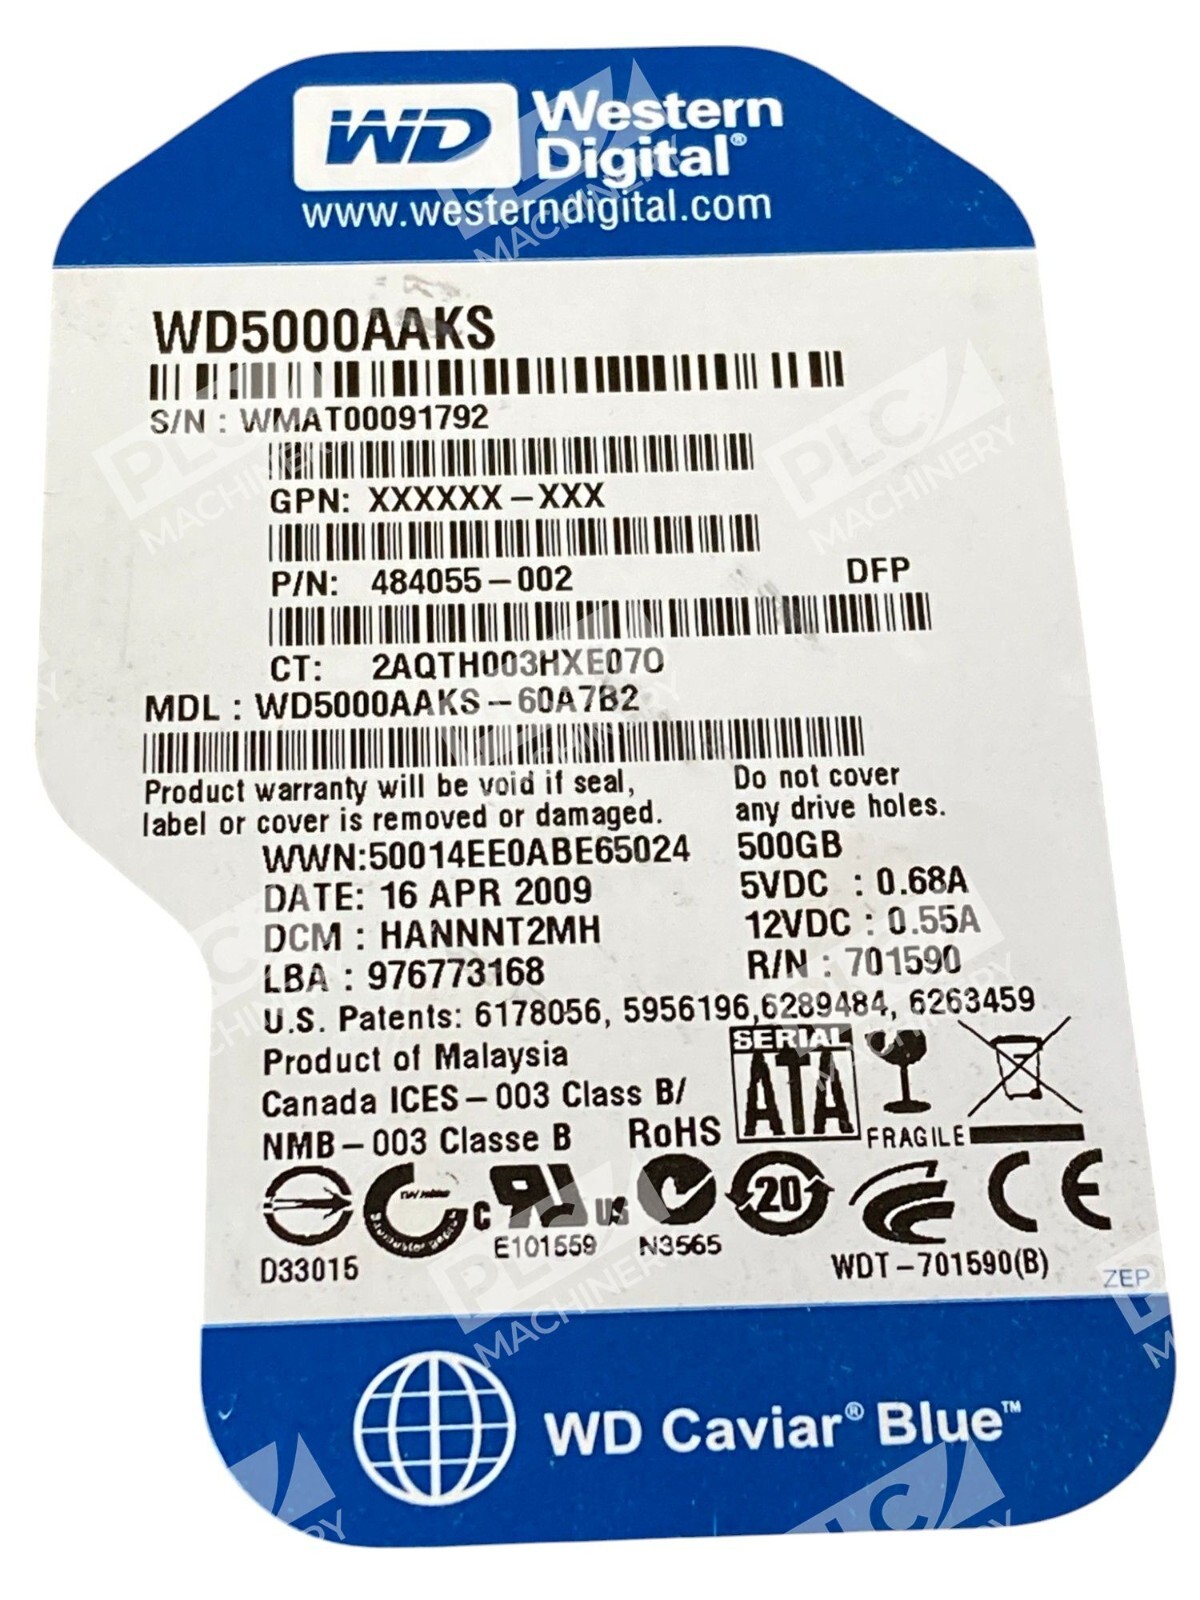 WD Western
Digital®
www.westerndigital.com
WD5000AAKS
S/N : WMAT00091792
GPN: XXXXXX-XXX
P/N: 484055-002 DFP
CT: 2AQTH003HXE07O
MDL : WD5000AAKS-60A7B2
Product warranty will be void if seal,
label or cover is removed or damaged.
Do not cover
any drive holes.
WWN:50014EE0ABE65024
DATE: 16 APR 2009
DCM : HANNNT2MH
LBA : 976773168
500GB
5VDC : 0.68A
12VDC : 0.55A
R/N : 701590
U.S. Patents: 6178056, 5956196,6289484, 6263459
Product of Malaysia
Canada ICES-003 Class B/
NMB-003 Classe B RoHS
SERIAL
ATA
FRAGILE
c US 20 CE
E101559 N3565
D33015
WDT-701590(B)
ZEP
WD Caviar® Blue™
PLC
MACHINERY